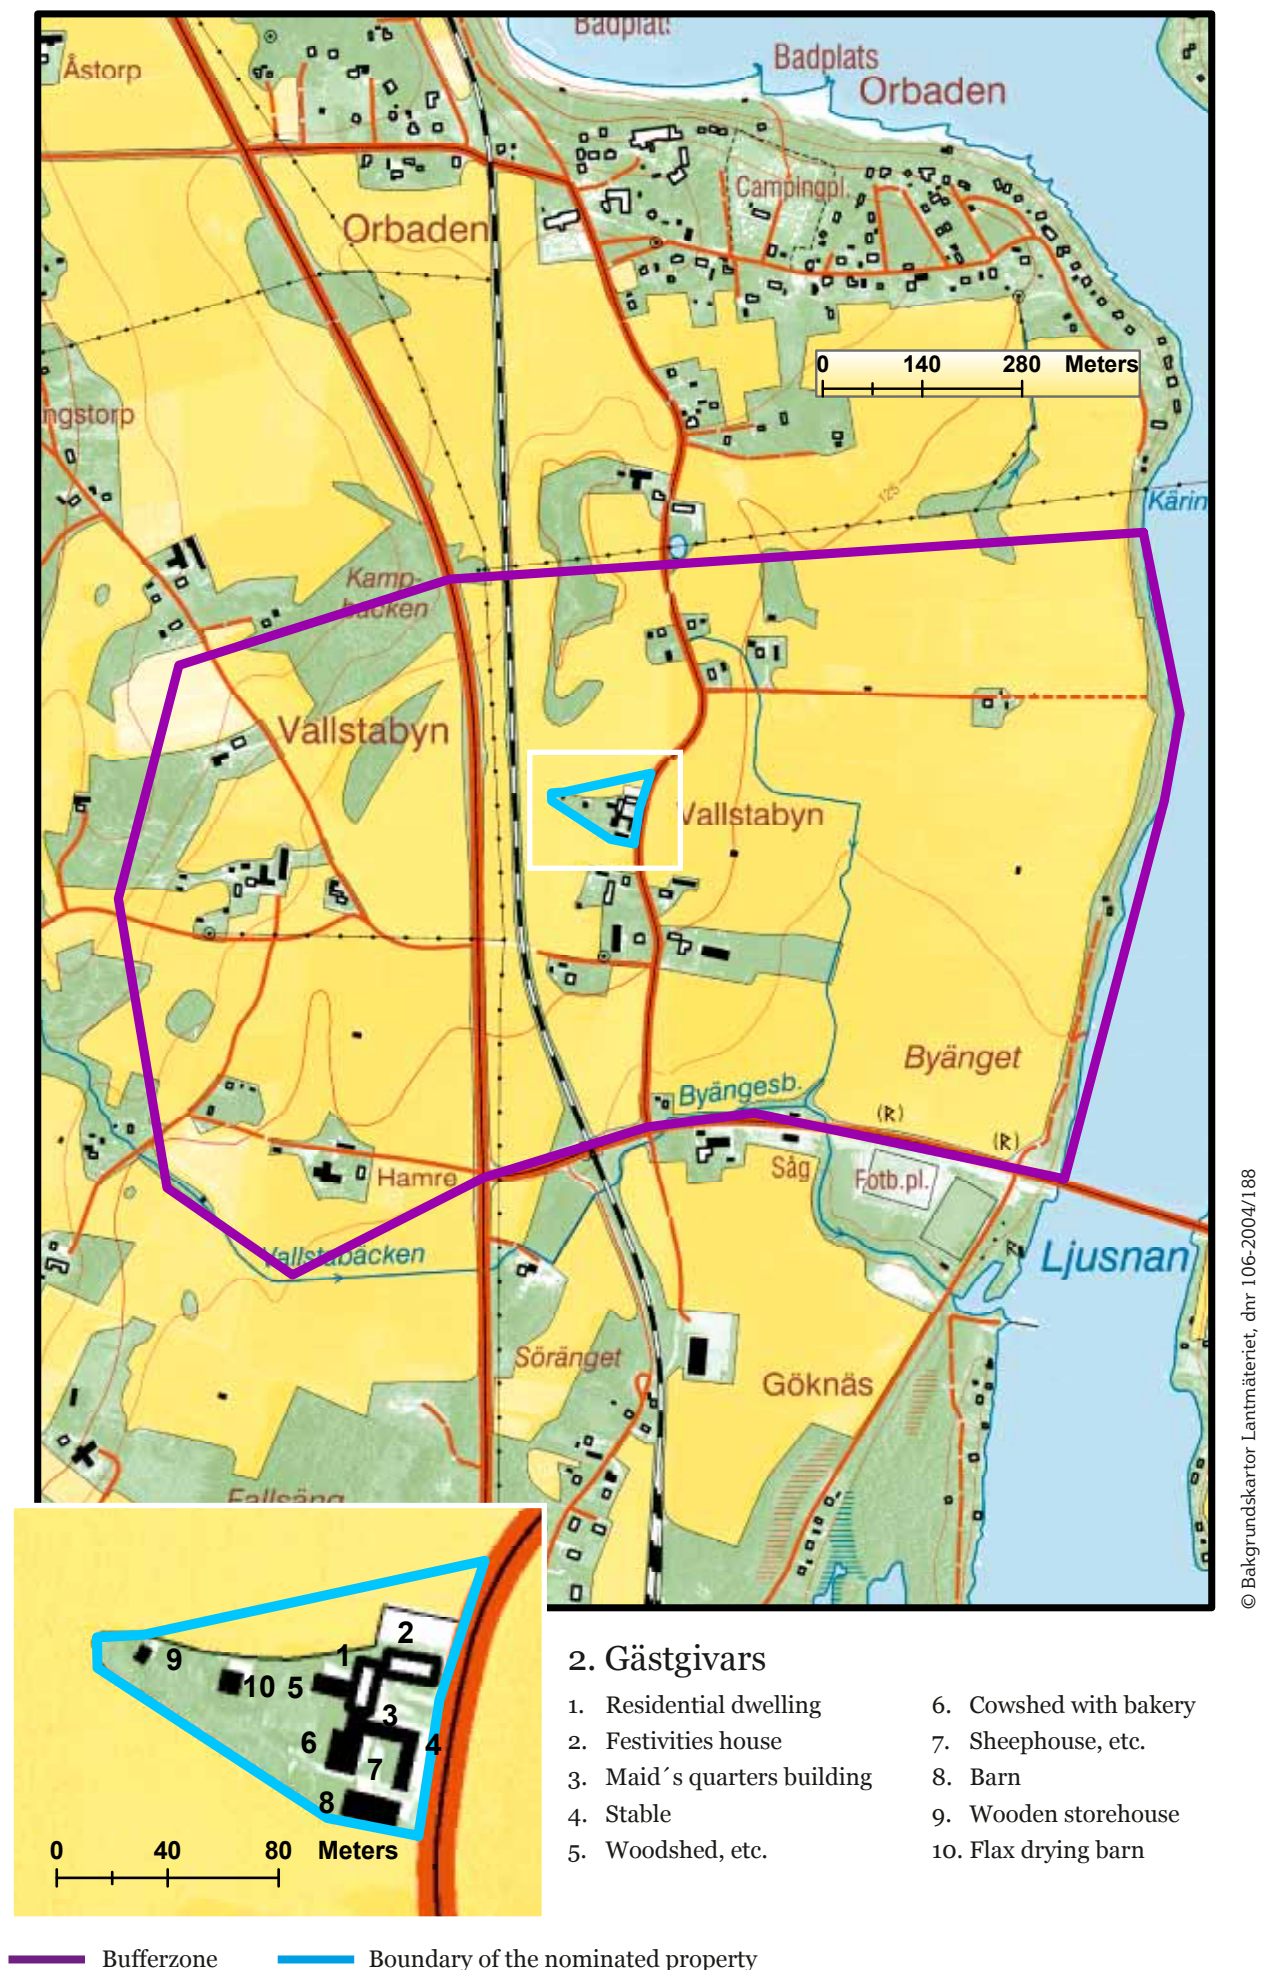 Badplats
Badplats
Orbaden
Åstorp
Campingpl.
Orbaden
0 140 280 Meters
ngstorp
125
Kärin
Kamp-
backen
Vallstabyn
Vallstabyn
Byänget
Byängesb.
(R)
(R)
Såg
Fotb.pl.
Hamre
Vallstabäcken
R
Ljusnan
Söränget
Göknäs
Fallsäng
© Bakgrundskartor Lantmäteriet, dnr 106-2004/188
2
1
9
10 5
3
6
4
7
8
0 40 80 Meters
2. Gästgivars
1. Residential dwelling
2. Festivities house
3. Maid´s quarters building
4. Stable
5. Woodshed, etc.
6. Cowshed with bakery
7. Sheephouse, etc.
8. Barn
9. Wooden storehouse
10. Flax drying barn
Bufferzone
Boundary of the nominated property